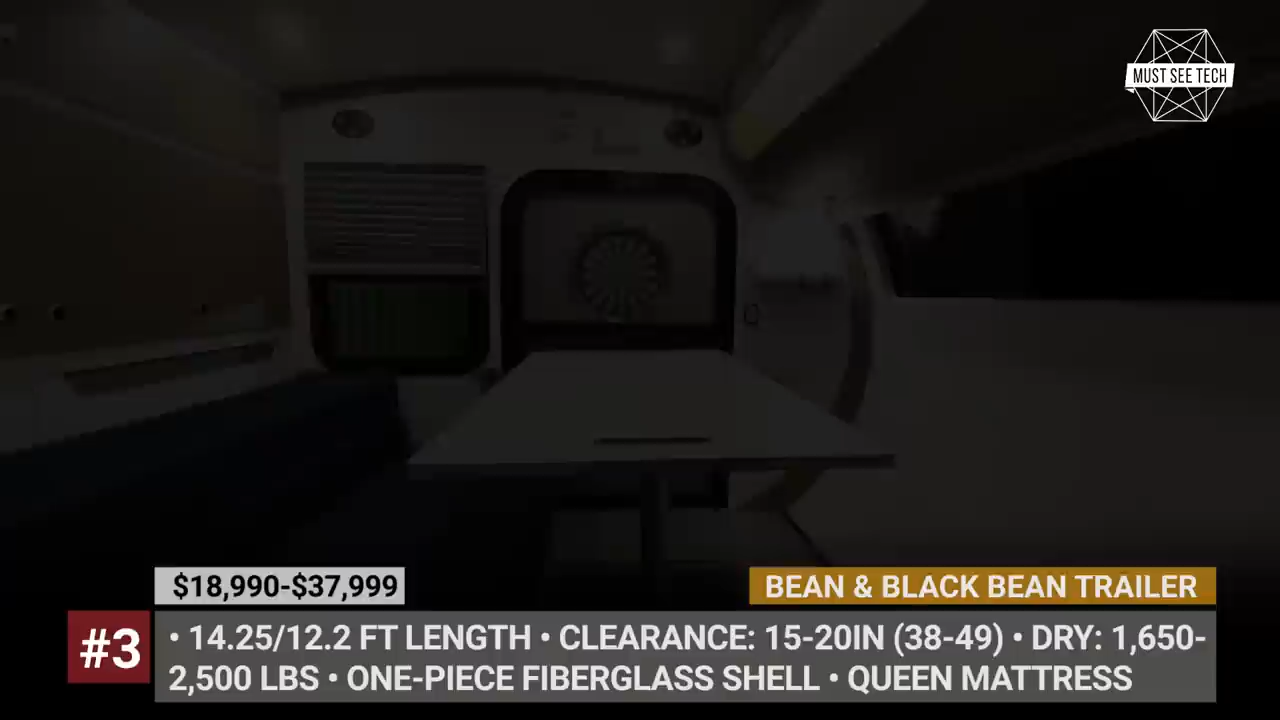 MUST SEE TECH
$18,990-$37,999
BEAN & BLACK BEAN TRAILER
#3
• 14.25/12.2 FT LENGTH • CLEARANCE: 15-20IN (38-49) • DRY: 1,650-
2,500 LBS • ONE-PIECE FIBERGLASS SHELL • QUEEN MATTRESS